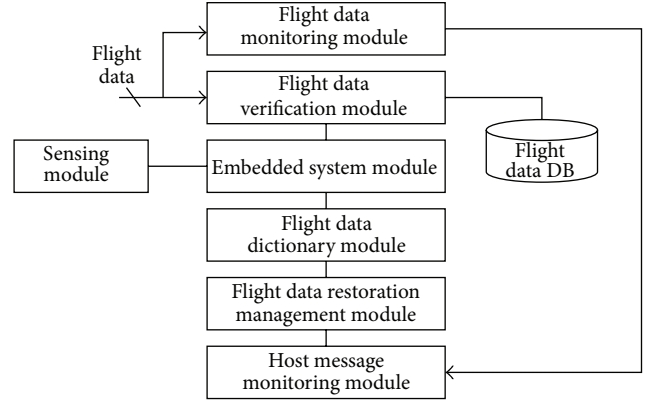 Flight data
monitoring module
Flight
data
Flight data
verification module
Sensing
module
Embedded system module
Flight
data DB
Flight data
dictionary module
Flight data restoration
management module
Host message
monitoring module